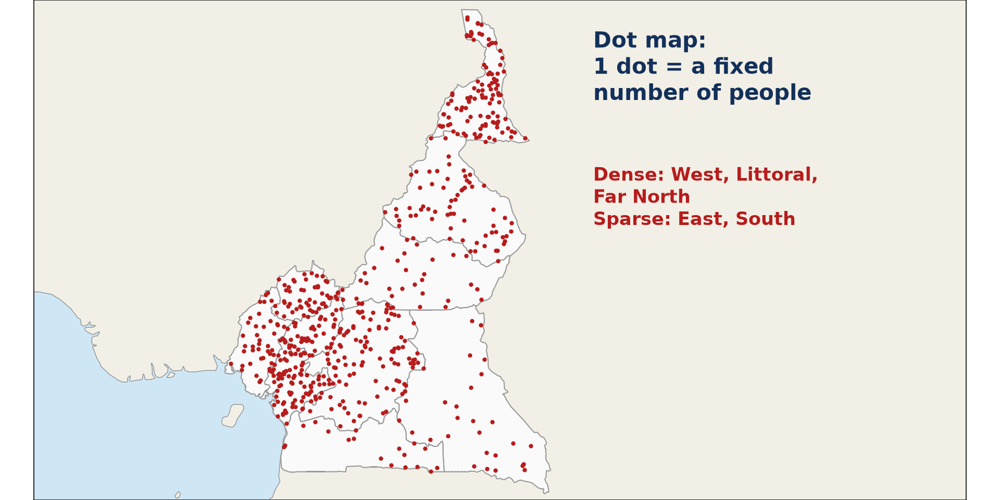 Dot map:
1 dot = a fixed
number of people
Dense: West, Littoral,
Far North
Sparse: East, South